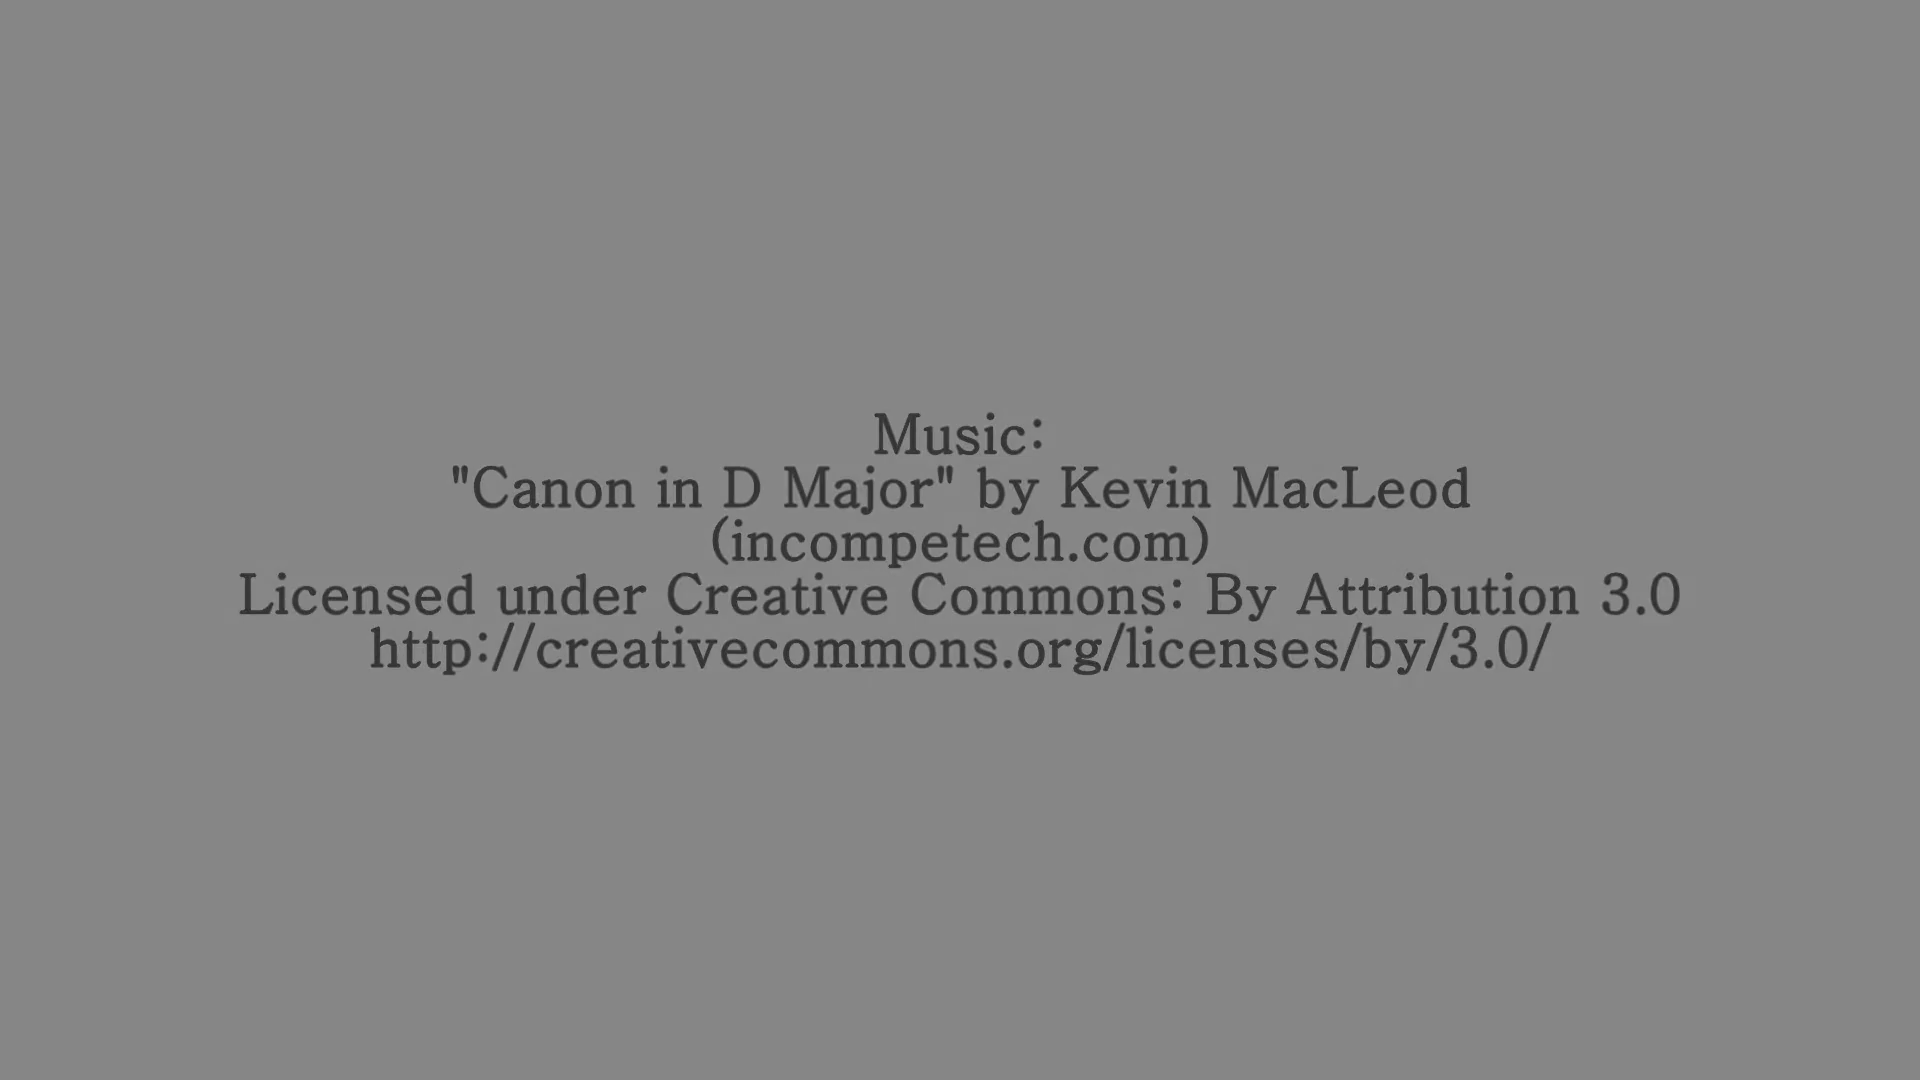 Music:
"Canon in D Major" by Kevin MacLeod
(incompetech.com)
Licensed under Creative Commons: By Attribution 3.0
http://creativecommons.org/licenses/by/3.0/